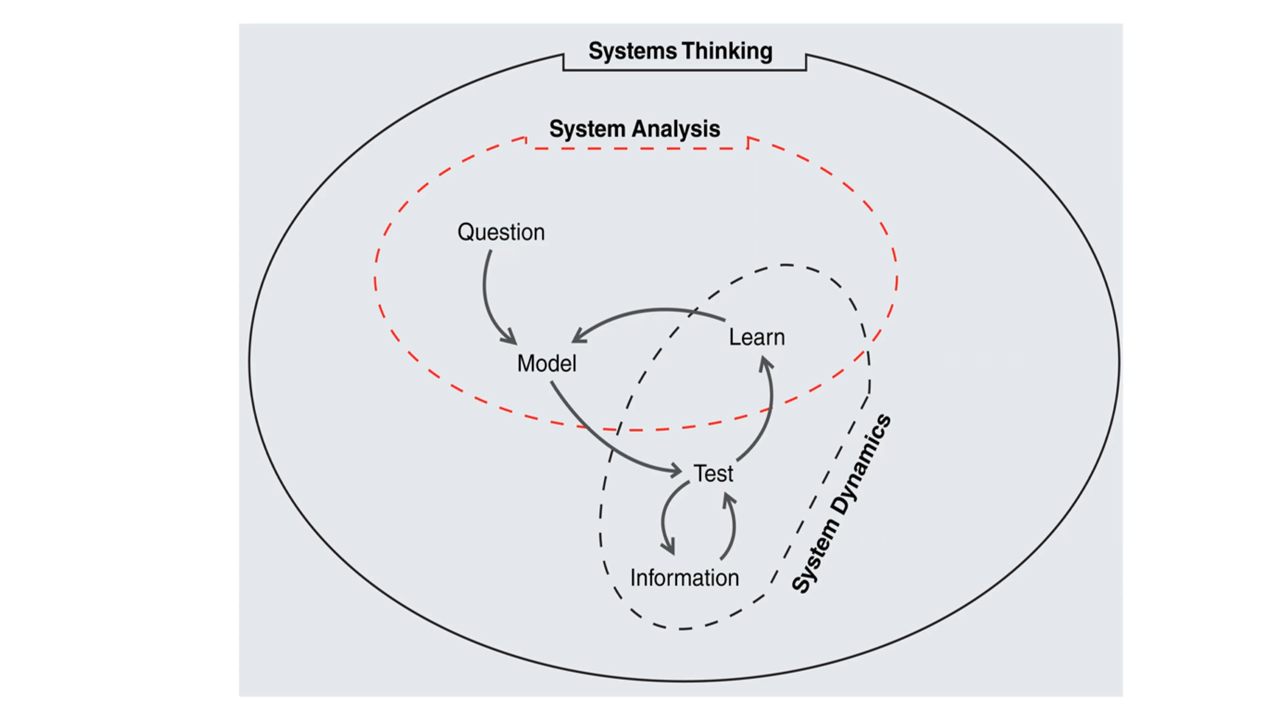 Systems Thinking
System Analysis
Question
Learn
Model
Test
Information
System Dynamics